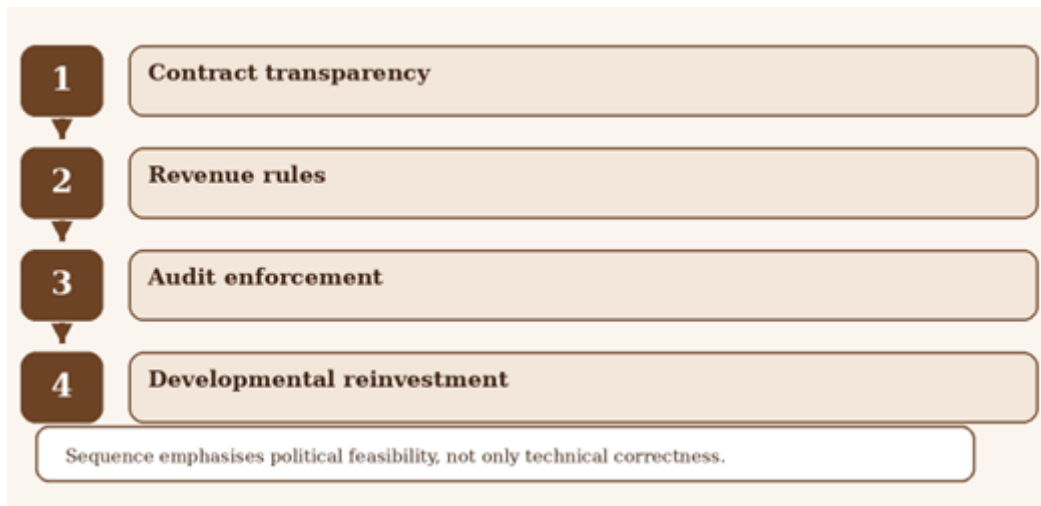 1
Contract transparency
2
Revenue rules
3
Audit enforcement
4
Developmental reinvestment
Sequence emphasises political feasibility, not only technical correctness.